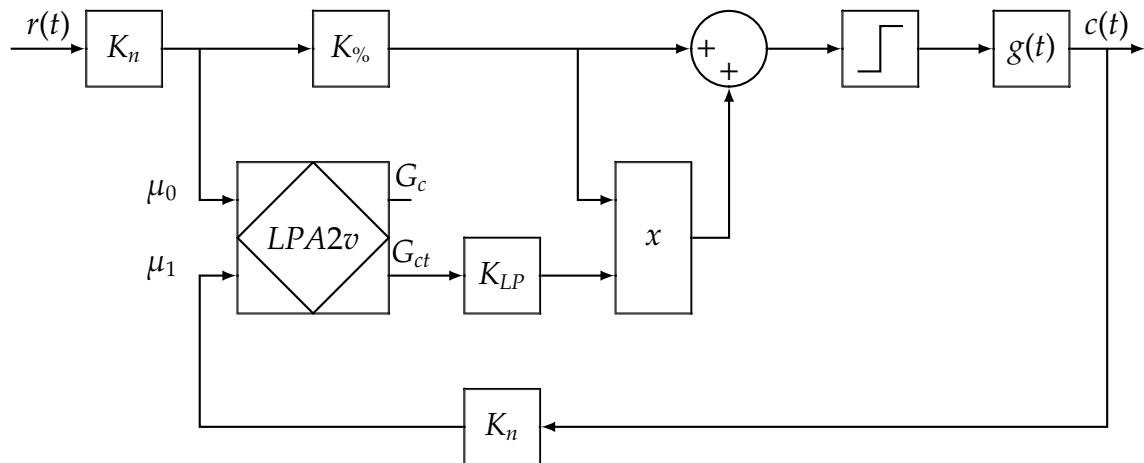 r(t)
K_n
K_%
+
+
g(t)
c(t)
μ_0
G_c
LPA2v
x
μ_1
G_ct
K_LP
K_n